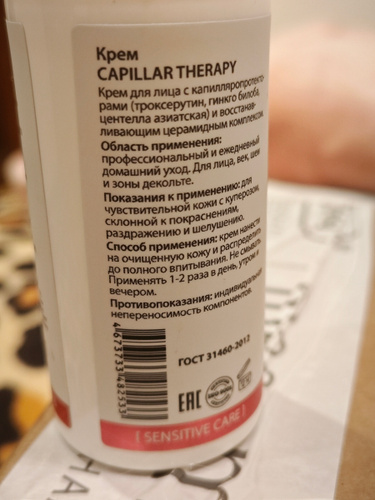 Крем
CAPILLAR THERAPY
Крем для лица с капилляропротекто-
рами (троксерутин, гинкго билоба,
центелла азиатская) и восстанав-
ливающим церамидным комплексом.
Область применения:
профессиональный и ежедневный
домашний уход. Для лица, век, шеи
и зоны декольте.
Показания к применению: для
чувствительной кожи с куперозом,
склонной к покраснениям,
раздражению и шелушению.
Способ применения: крем нанести
на очищенную кожу и распределить
до полного впитывания. Не смывать.
Применять 1-2 раза в день, утром и
вечером.
Противопоказания: индивидуальная
непереносимость компонентов.
ГОСТ 31460-2012
EAC
[ SENSITIVE CARE ]